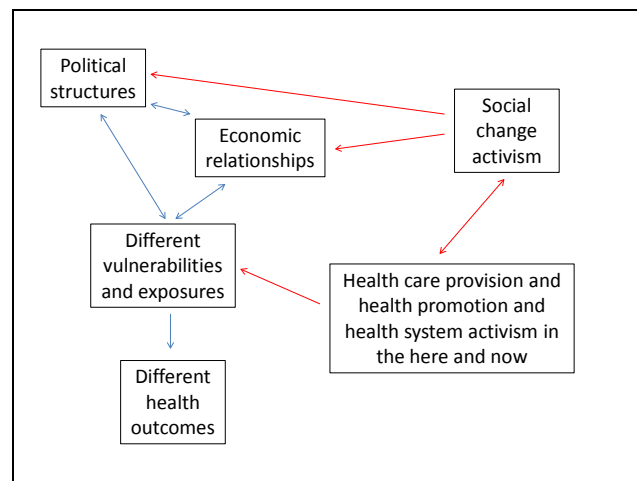 Political
structures
Economic
relationships
Social
change
activism
Different
vulnerabilities
and exposures
Health care provision and
health promotion and
health system activism in
the here and now
Different
health
outcomes